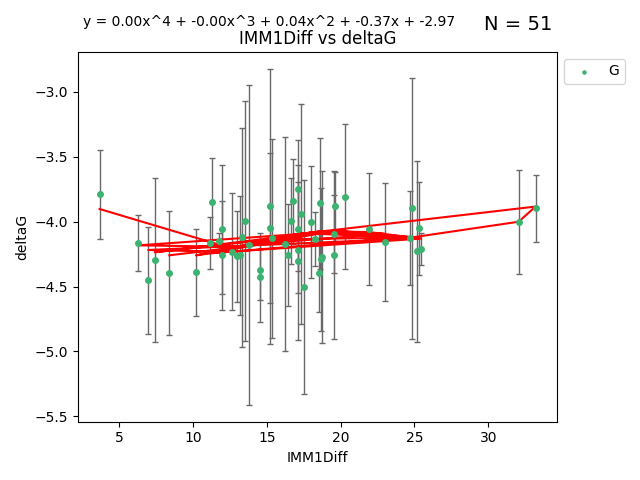 y = 0.00x^4 + -0.00x^3 + 0.04x^2 + -0.37x + -2.97
N = 51
IMM1Diff vs deltaG
G
−3.0
−3.5
−4.0
−4.5
−5.0
−5.5
deltaG
5 10 15 20 25 30
IMM1Diff